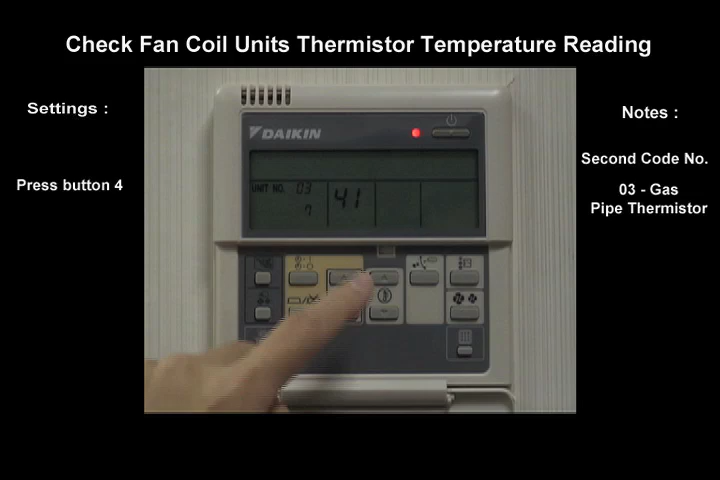 Check Fan Coil Units Thermistor Temperature Reading
Settings :
Press button 4
Notes :
Second Code No.
03 - Gas
Pipe Thermistor
DAIKIN
UNIT NO. 03
41
7